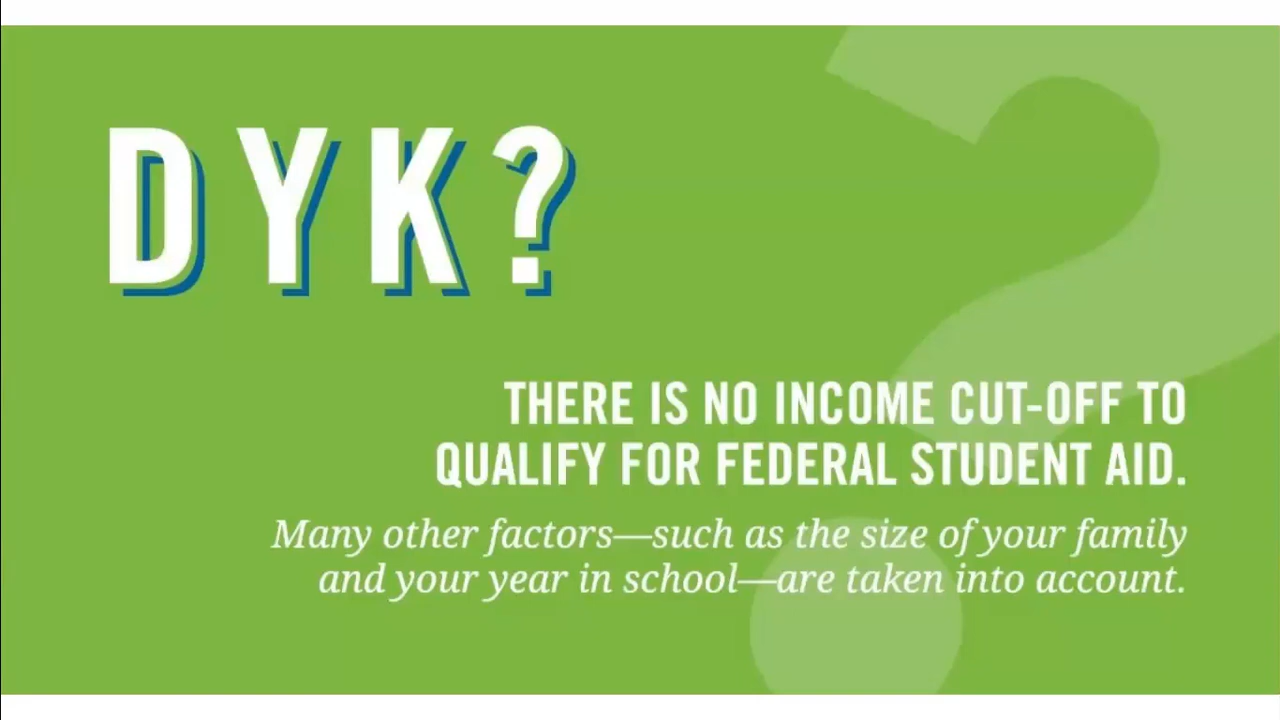 DYK?
THERE IS NO INCOME CUT-OFF TO
QUALIFY FOR FEDERAL STUDENT AID.
Many other factors—such as the size of your family
and your year in school—are taken into account.